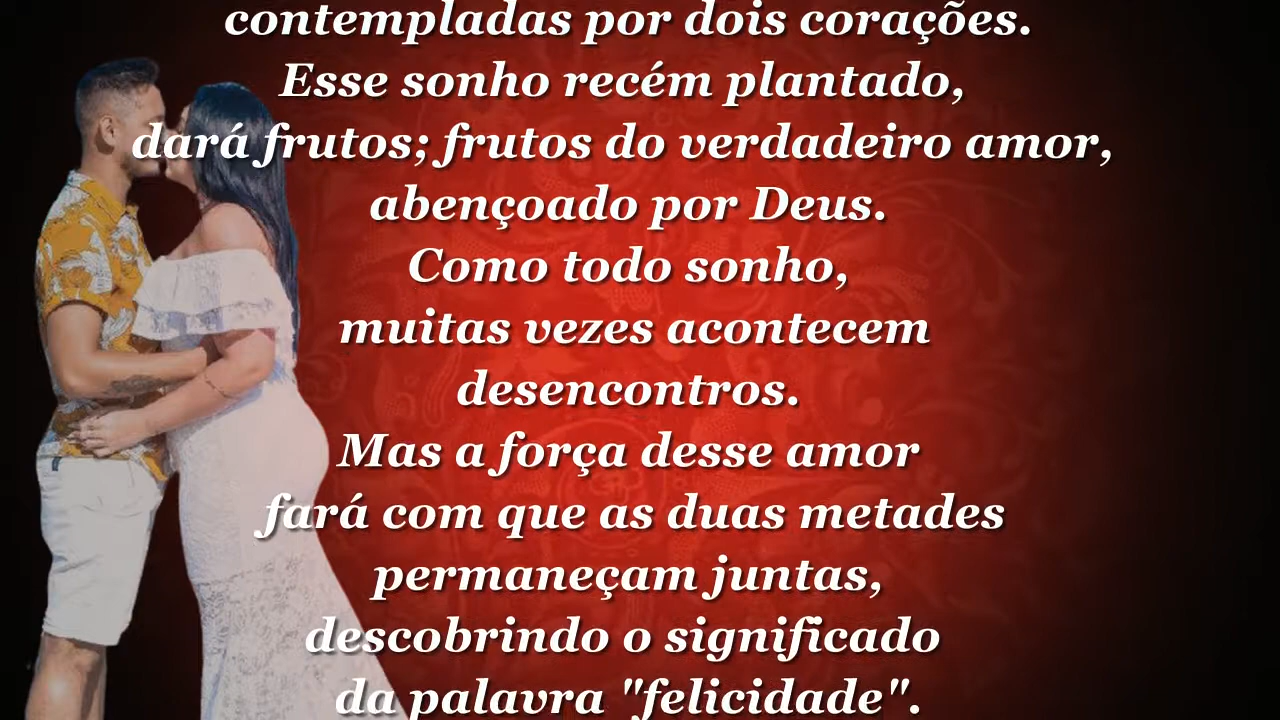 contempladas por dois corações.
Esse sonho recém plantado,
dará frutos; frutos do verdadeiro amor,
abençoado por Deus.
Como todo sonho,
muitas vezes acontecem
desencontros.
Mas a força desse amor
fará com que as duas metades
permaneçam juntas,
descobrindo o significado
da palavra "felicidade".